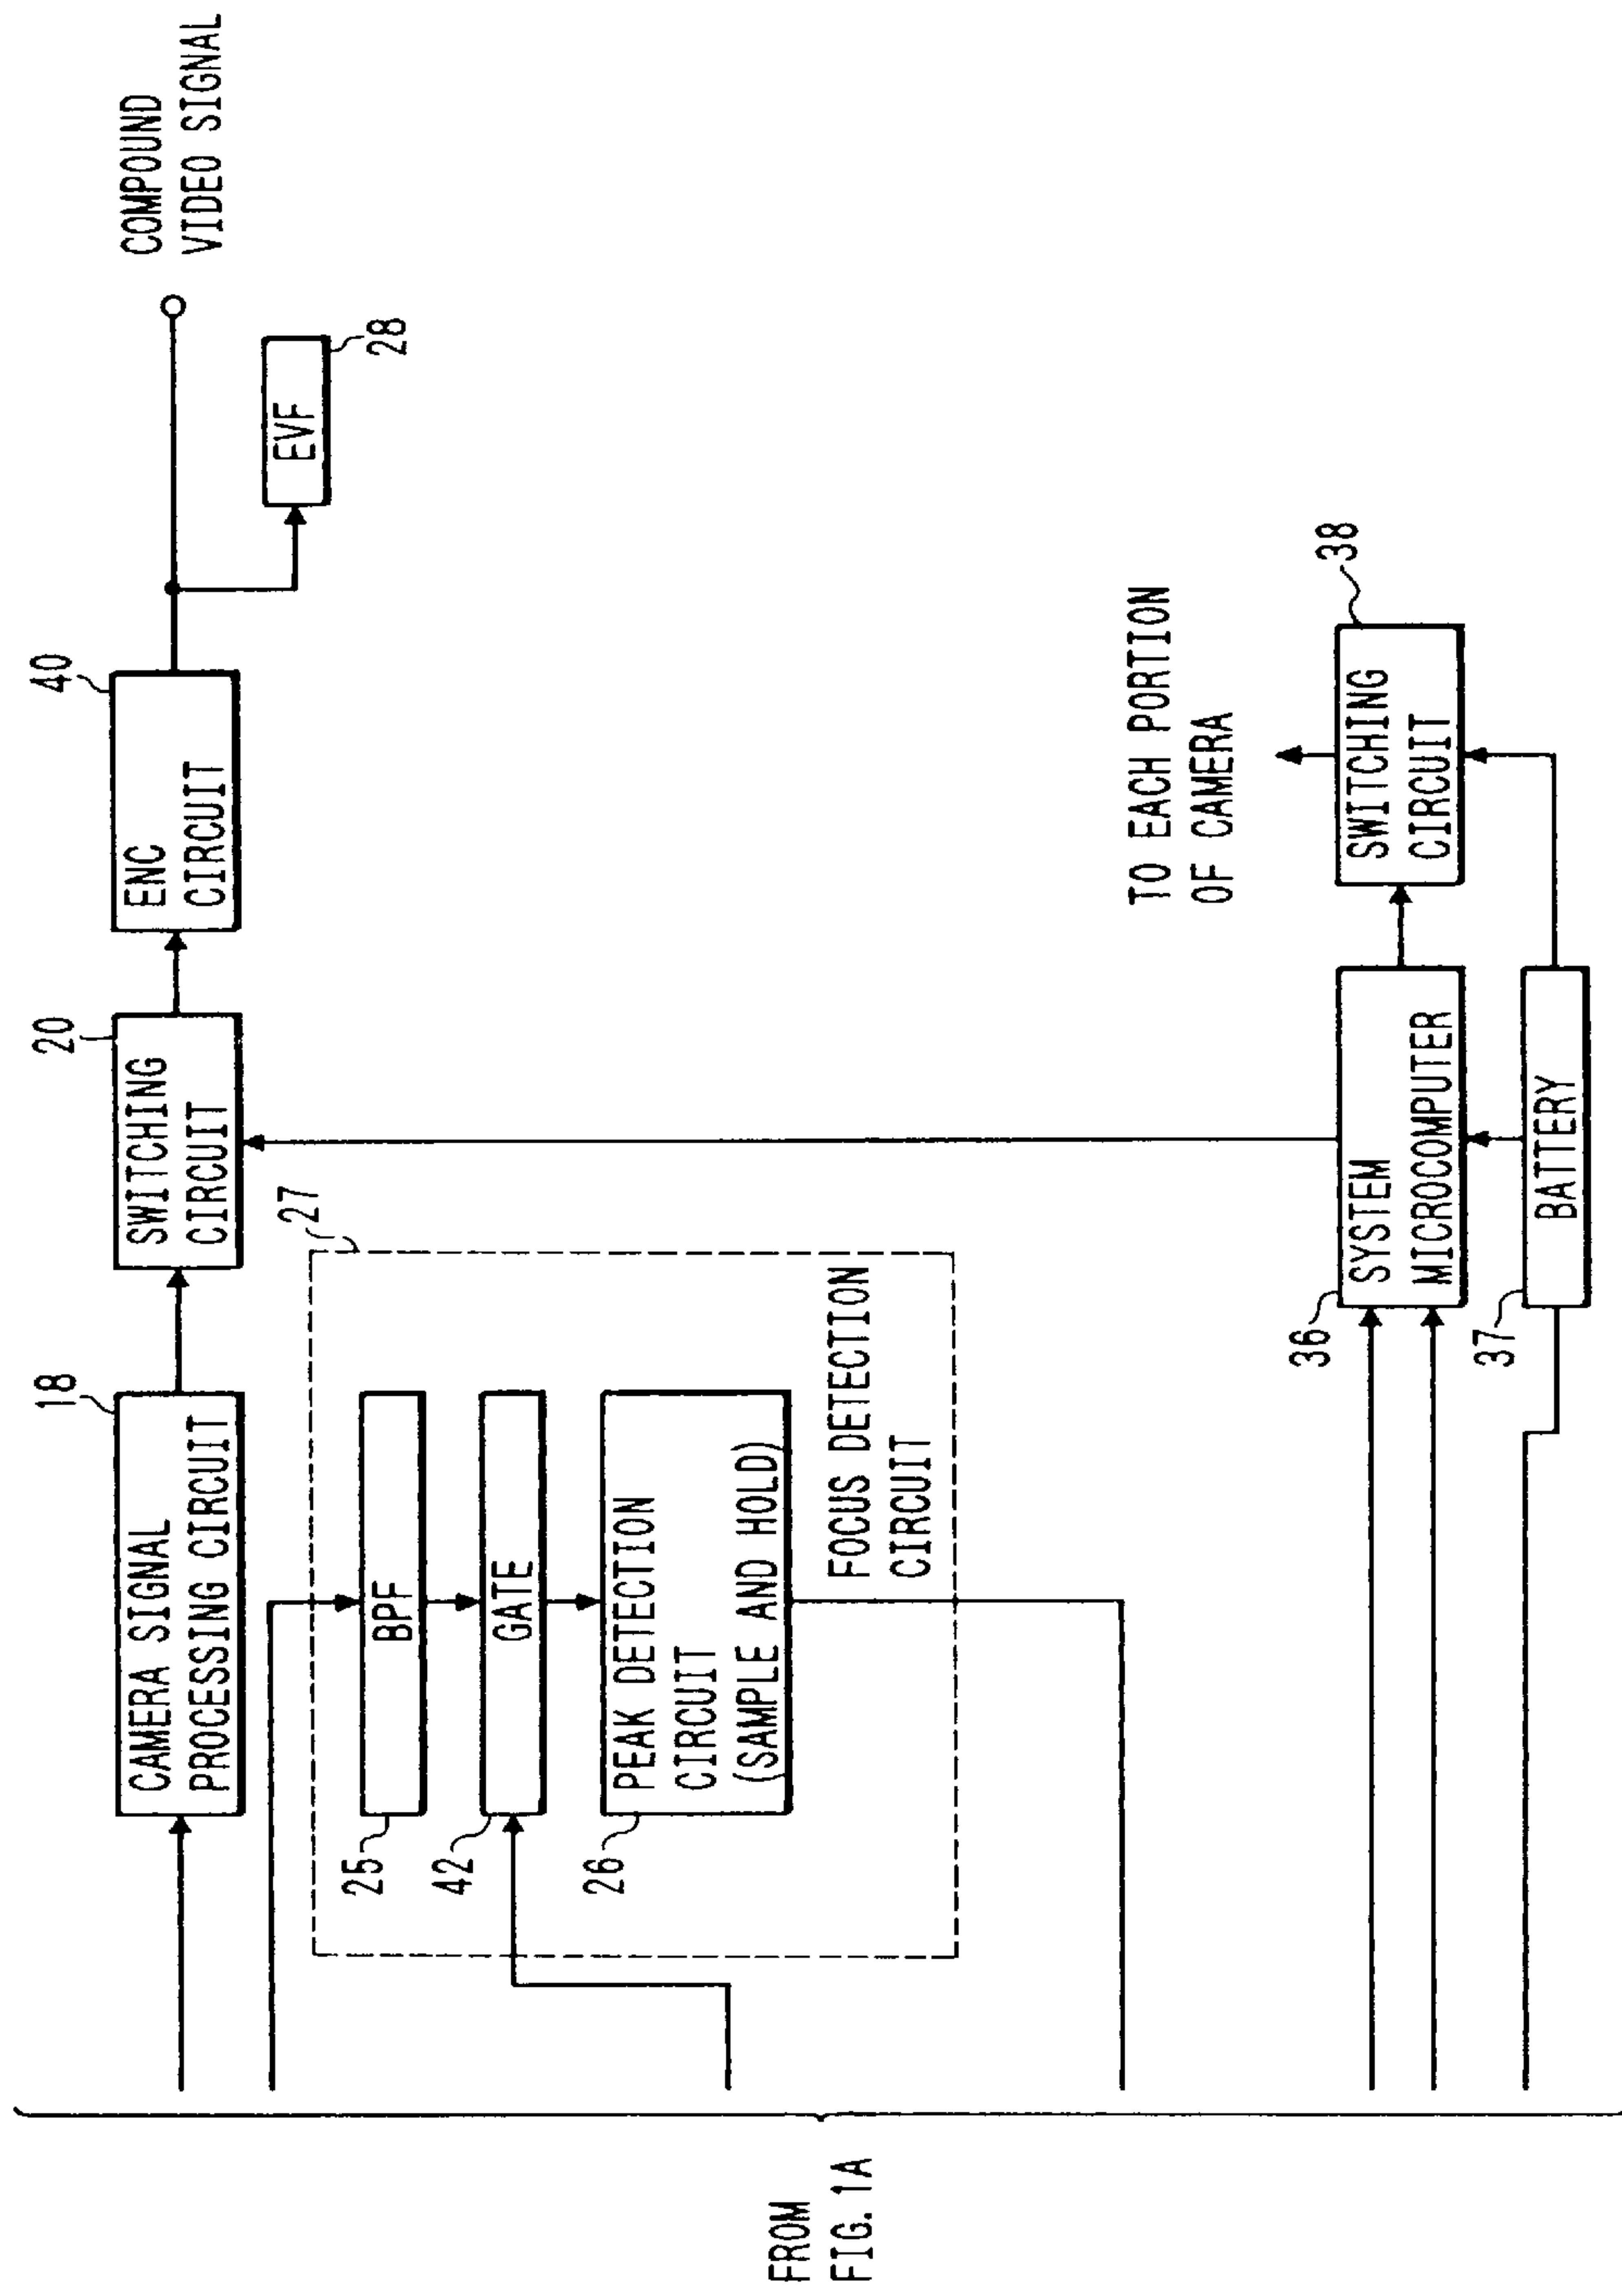 COMPOUND
VIDEO SIGNAL
40
ENC
CIRCUIT
EVF
28
20
SWITCHING
CIRCUIT
18
CAMERA SIGNAL
PROCESSING CIRCUIT
27
25
BPF
42
GATE
26
PEAK DETECTION
CIRCUIT
(SAMPLE AND HOLD)
FOCUS DETECTION
CIRCUIT
TO EACH PORTION
OF CAMERA
38
SWITCHING
CIRCUIT
36
SYSTEM
MICROCOMPUTER
37
BATTERY
FROM
FIG. 1A